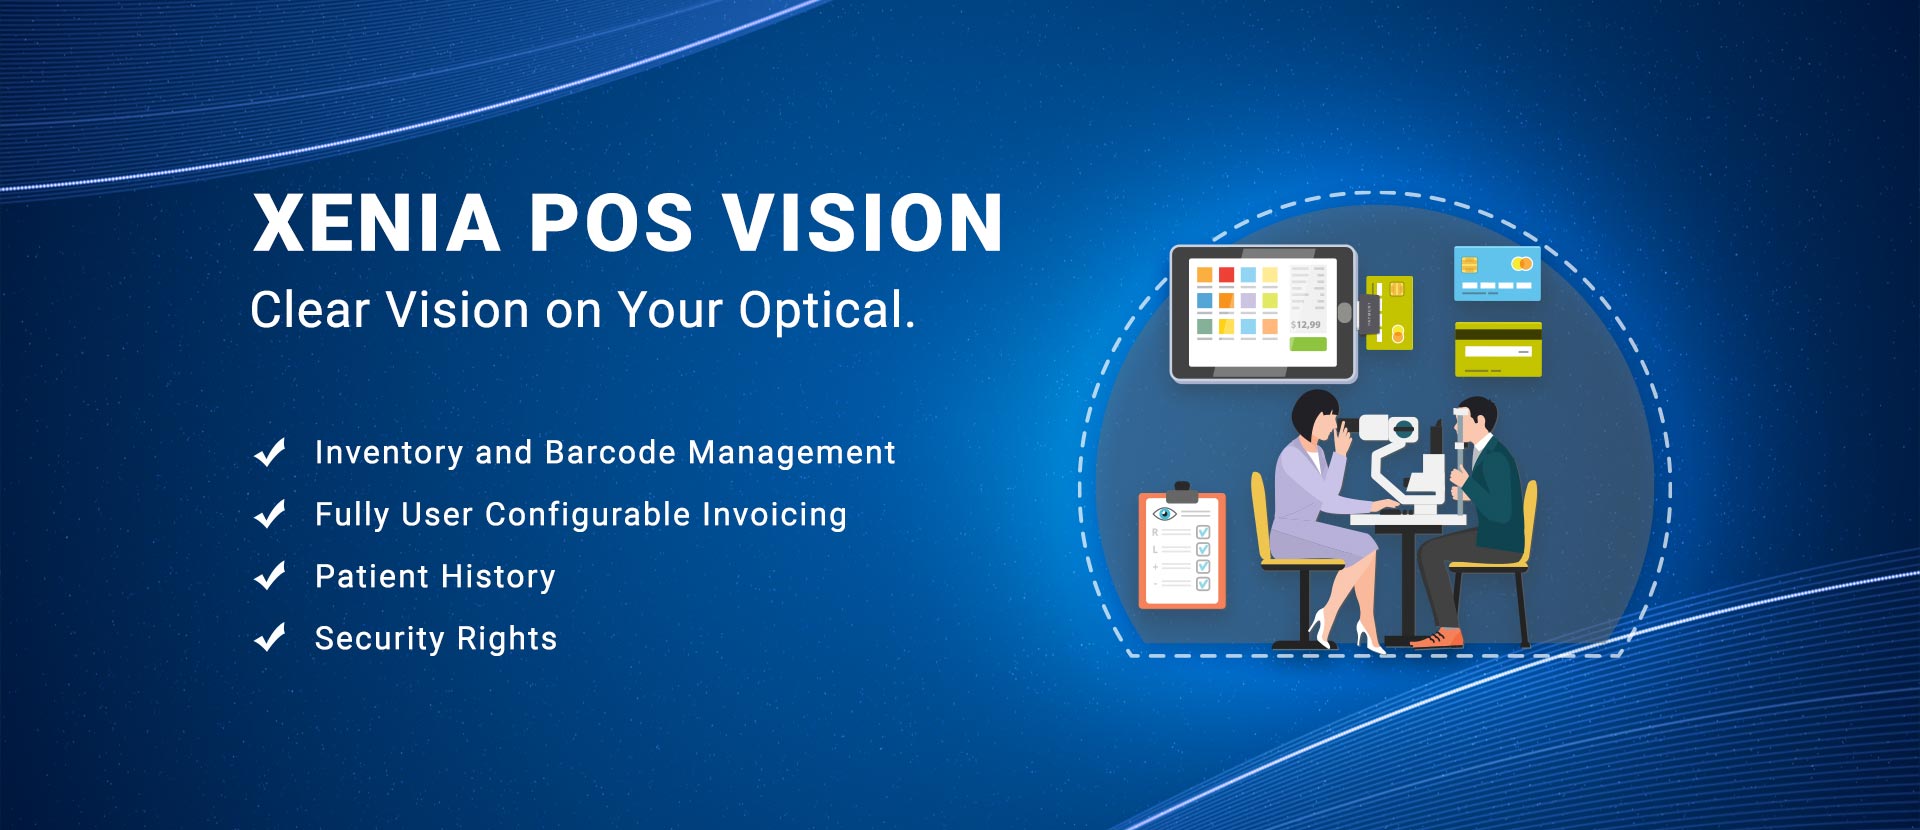 XENIA POS VISION
Clear Vision on Your Optical.
Inventory and Barcode Management
Fully User Configurable Invoicing
Patient History
Security Rights
$12,99
R
L
+
-